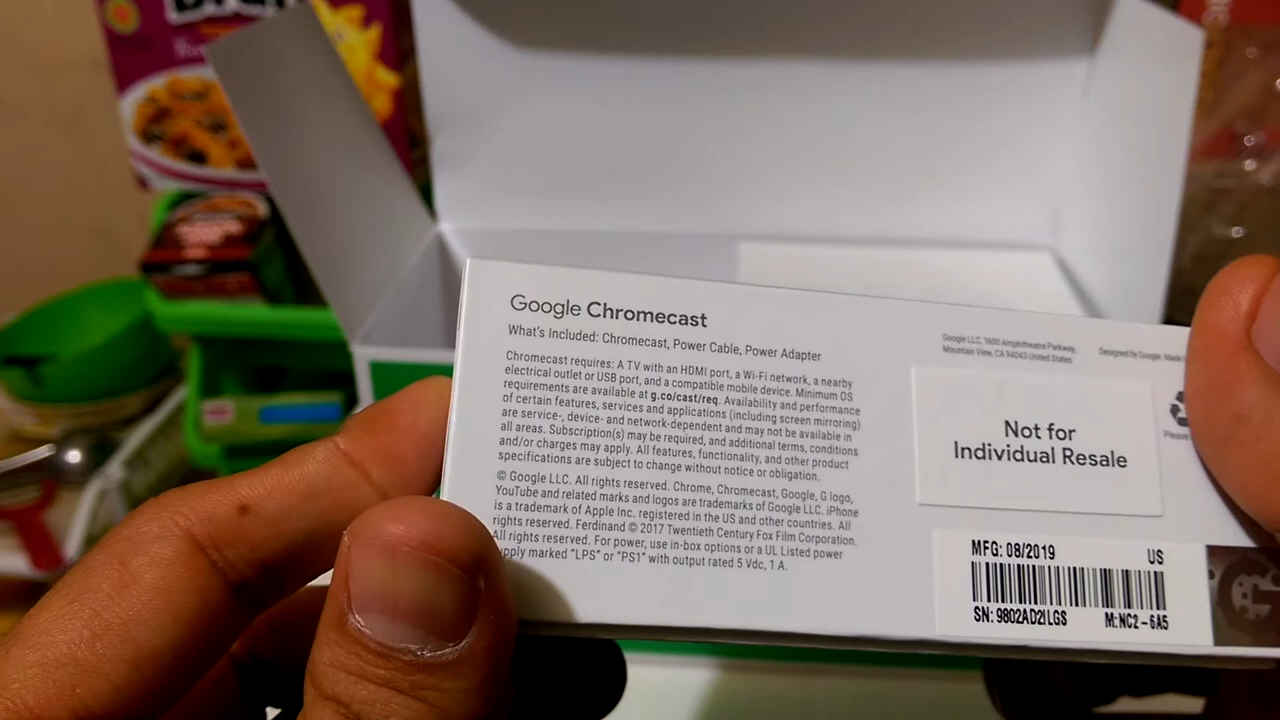 Google Chromecast
What's Included: Chromecast, Power Cable, Power Adapter
Chromecast requires: A TV with an HDMI port, a Wi-Fi network, a nearby
electrical outlet or USB port, and a compatible mobile device. Minimum OS
requirements are available at g.co/cast/req. Availability and performance
of certain features, services and applications (including screen mirroring)
are service-, device- and network-dependent and may not be available in
all areas. Subscription(s) may be required, and additional terms, conditions
and/or charges may apply. All features, functionality, and other product
specifications are subject to change without notice or obligation.
© Google LLC. All rights reserved. Chrome, Chromecast, Google, G logo,
YouTube and related marks and logos are trademarks of Google LLC. iPhone
is a trademark of Apple Inc. registered in the US and other countries. All
rights reserved. Ferdinand © 2017 Twentieth Century Fox Film Corporation.
All rights reserved. For power, use in-box options or a UL Listed power
upply marked "LPS" or "PS1" with output rated 5 Vdc, 1 A.
Google LLC, 1600 Amphitheatre Parkway,
Mountain View, CA 94043 United States.
Designed by Google. Made
Please
Not for
Individual Resale
MFG: 08/2019 US
SN: 9802AD21LGS M:NC2-6A5